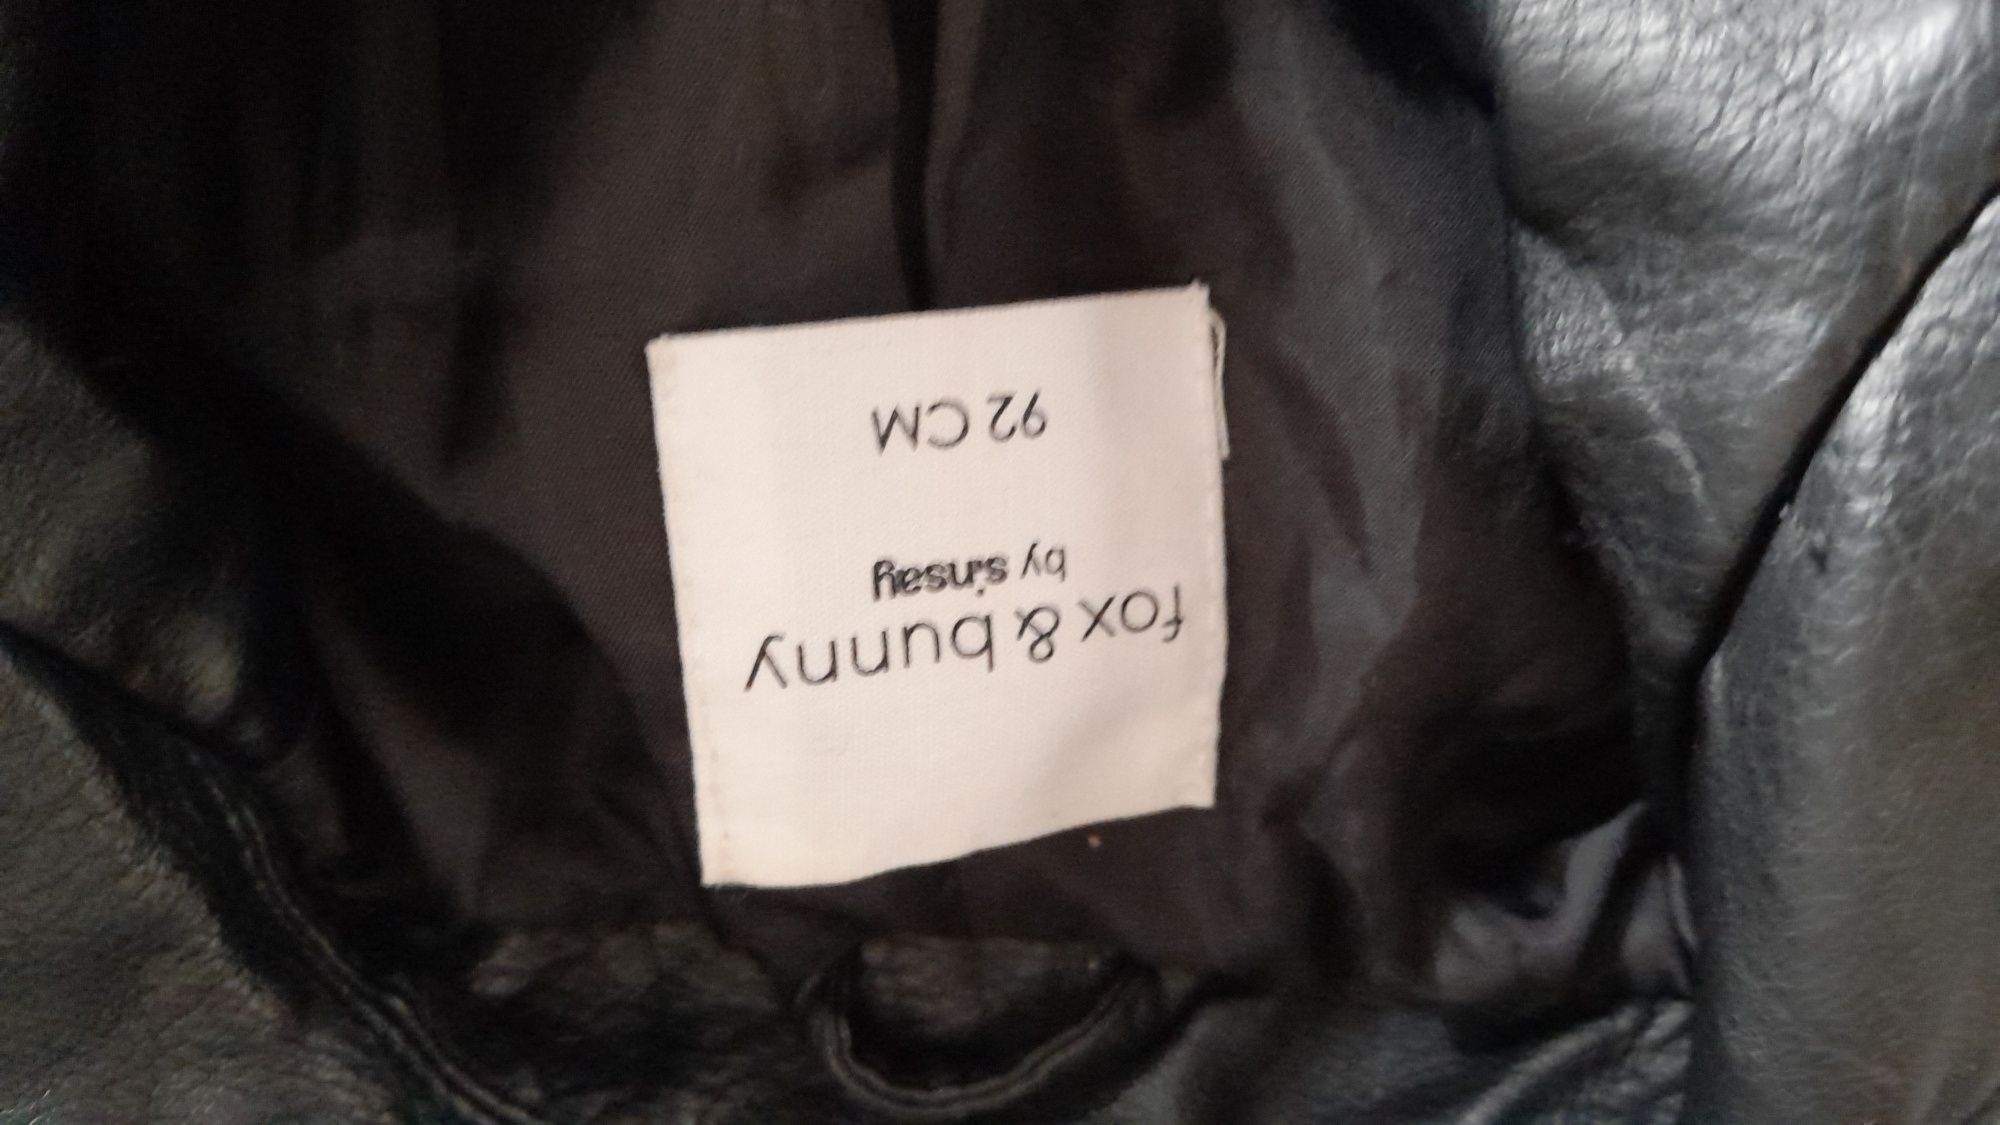 fox & bunny
by sinsay
92 CM